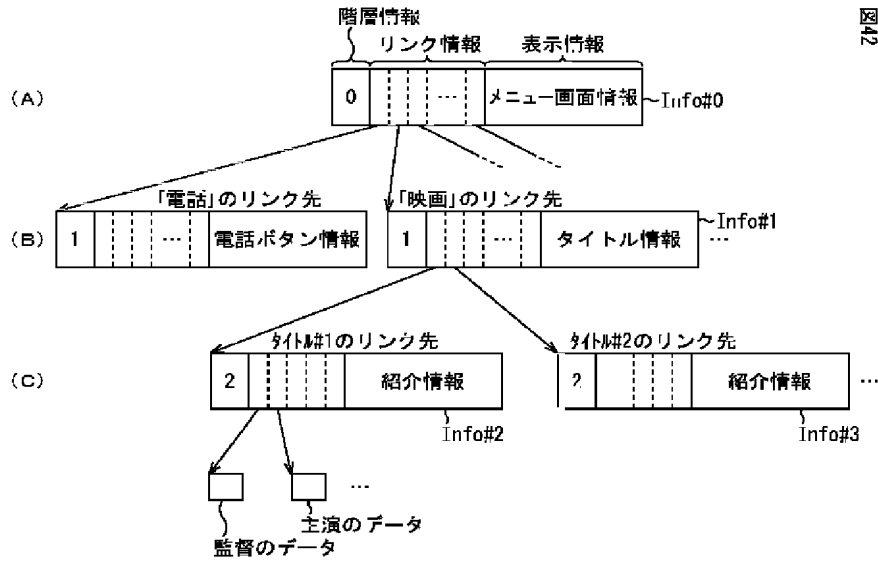 図42
階層情報
リンク情報 表示情報
(A) 0 … メニュー画面情報 Info#0
「電話」のリンク先 「映画」のリンク先
Info#1
(B) 1 … 電話ボタン情報 1 … タイトル情報 …
ﾀｲﾄﾙ#1のリンク先 ﾀｲﾄﾙ#2のリンク先
(C) 2 紹介情報 2 紹介情報 …
Info#2 Info#3
…
主演のデータ
監督のデータ